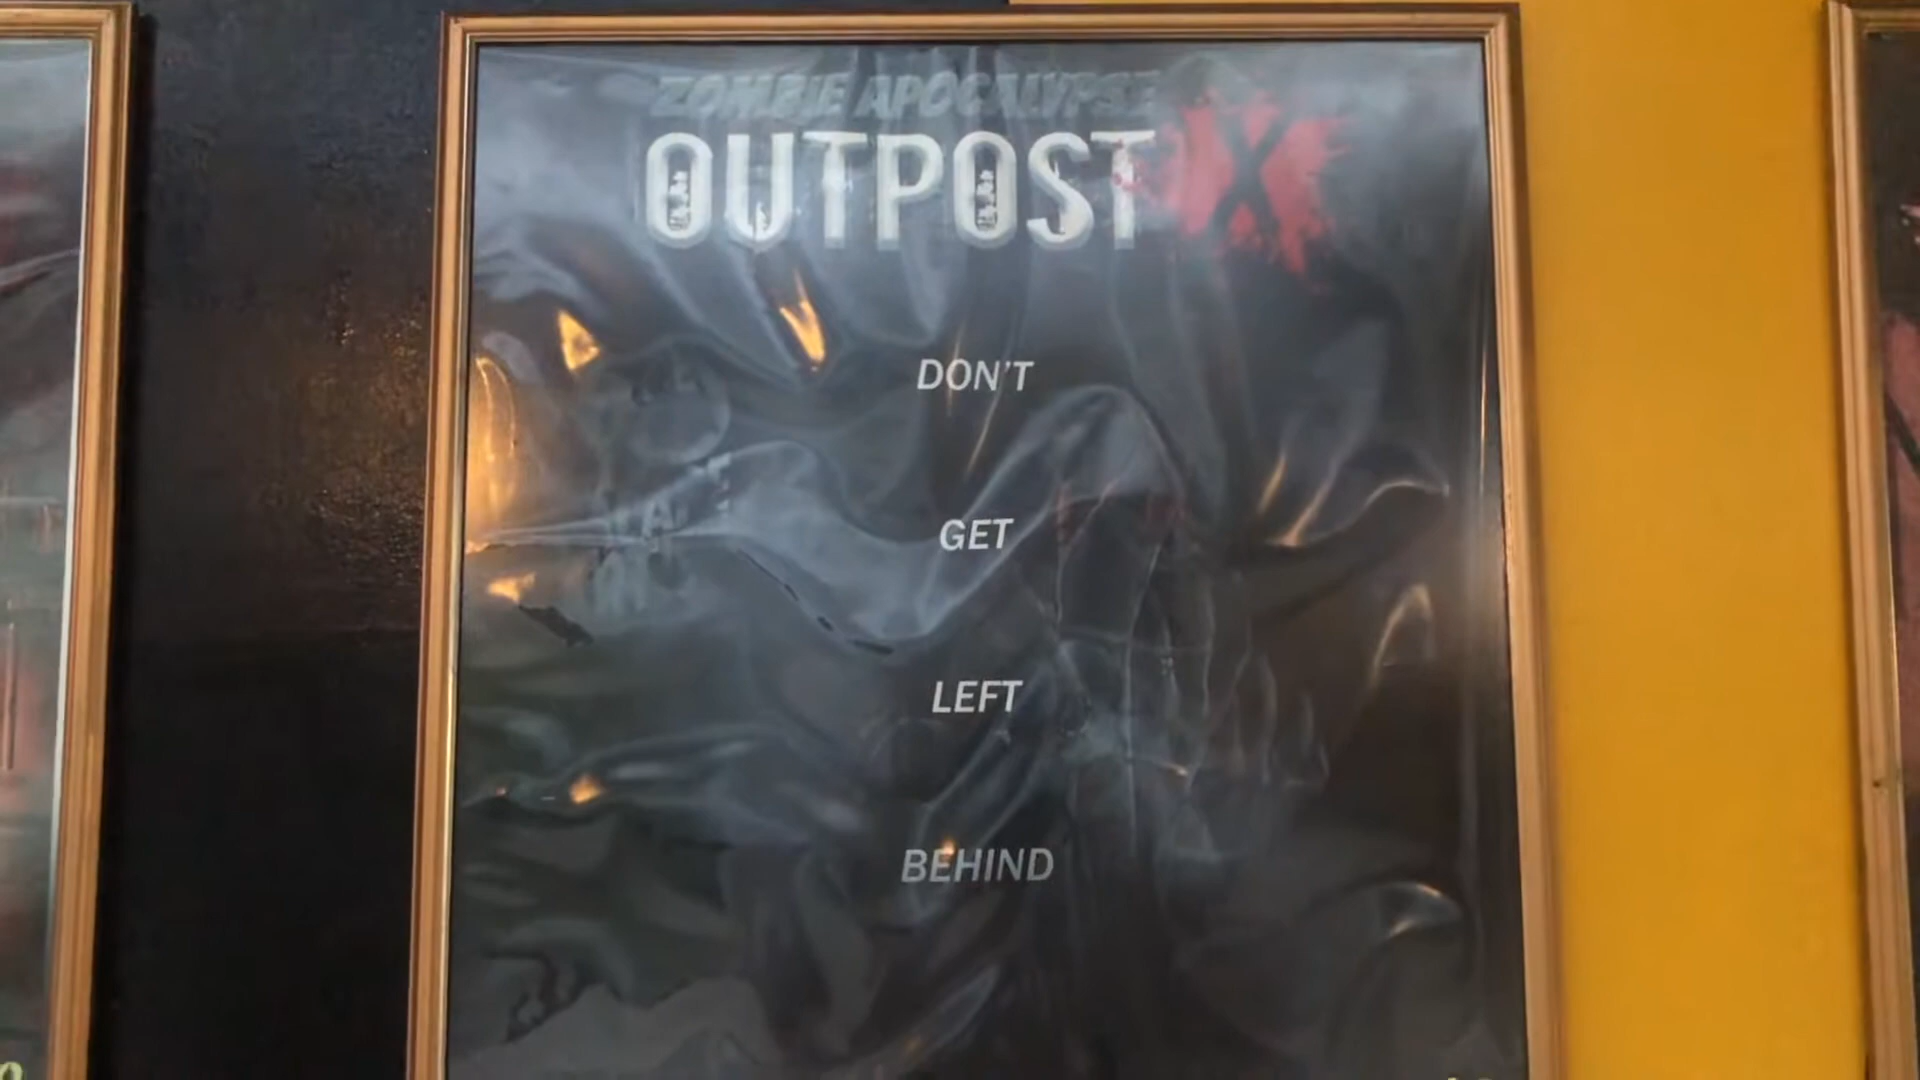 ZOMBIE APOCALYPSE
OUTPOST X
DON'T
GET
LEFT
BEHIND